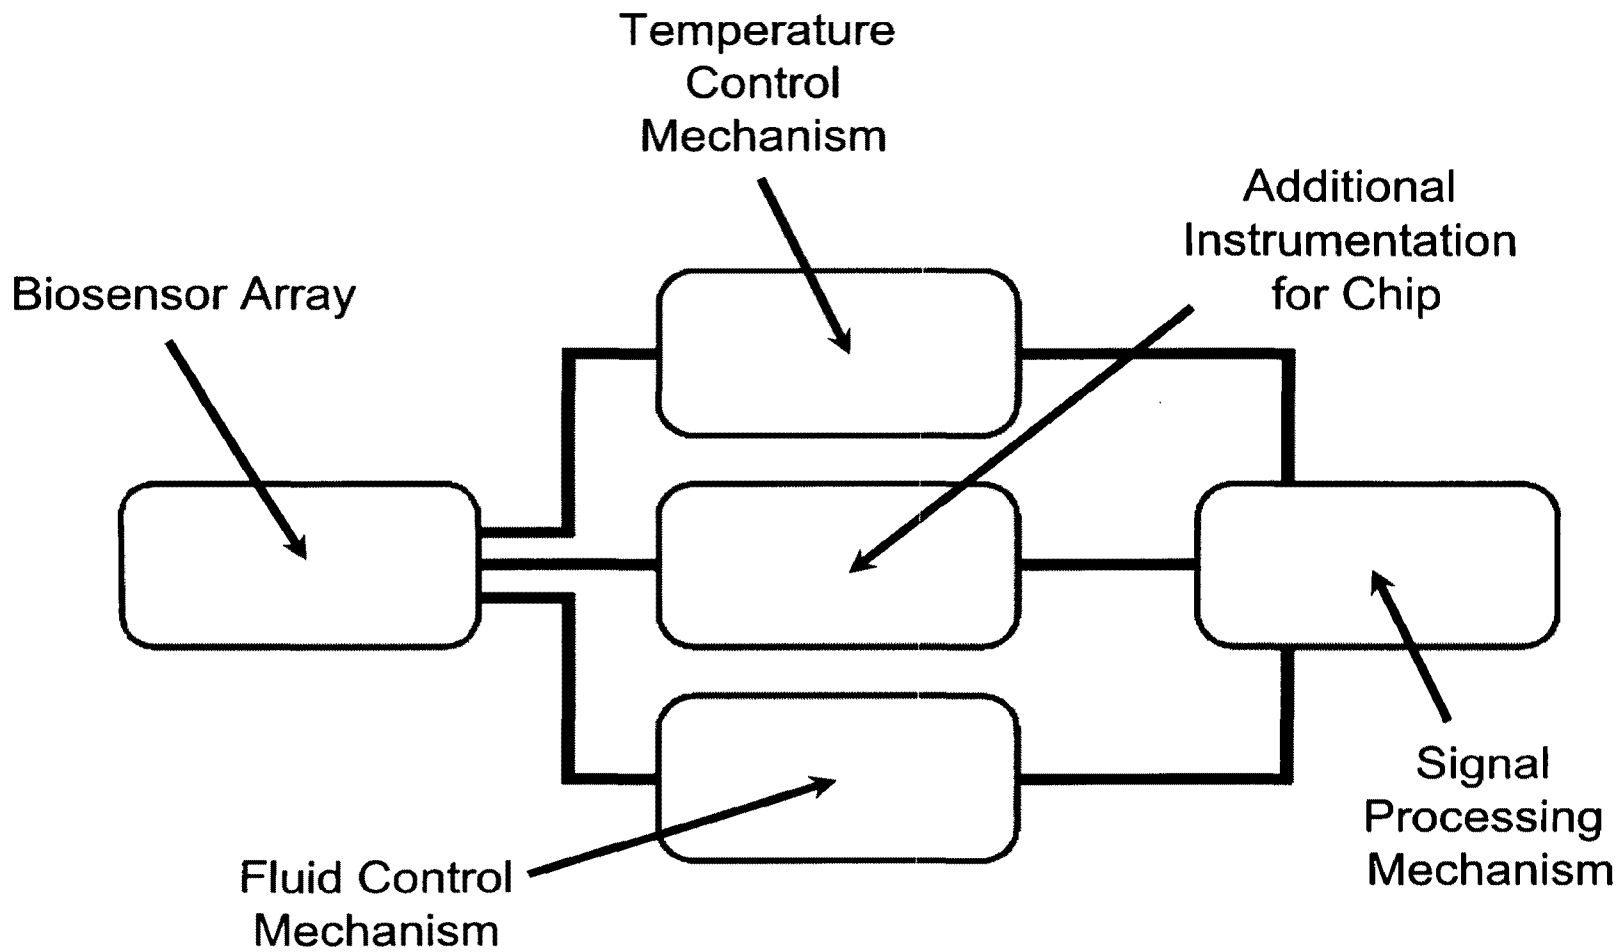 Temperature
Control
Mechanism
Additional
Instrumentation
for Chip
Biosensor Array
Signal
Processing
Mechanism
Fluid Control
Mechanism